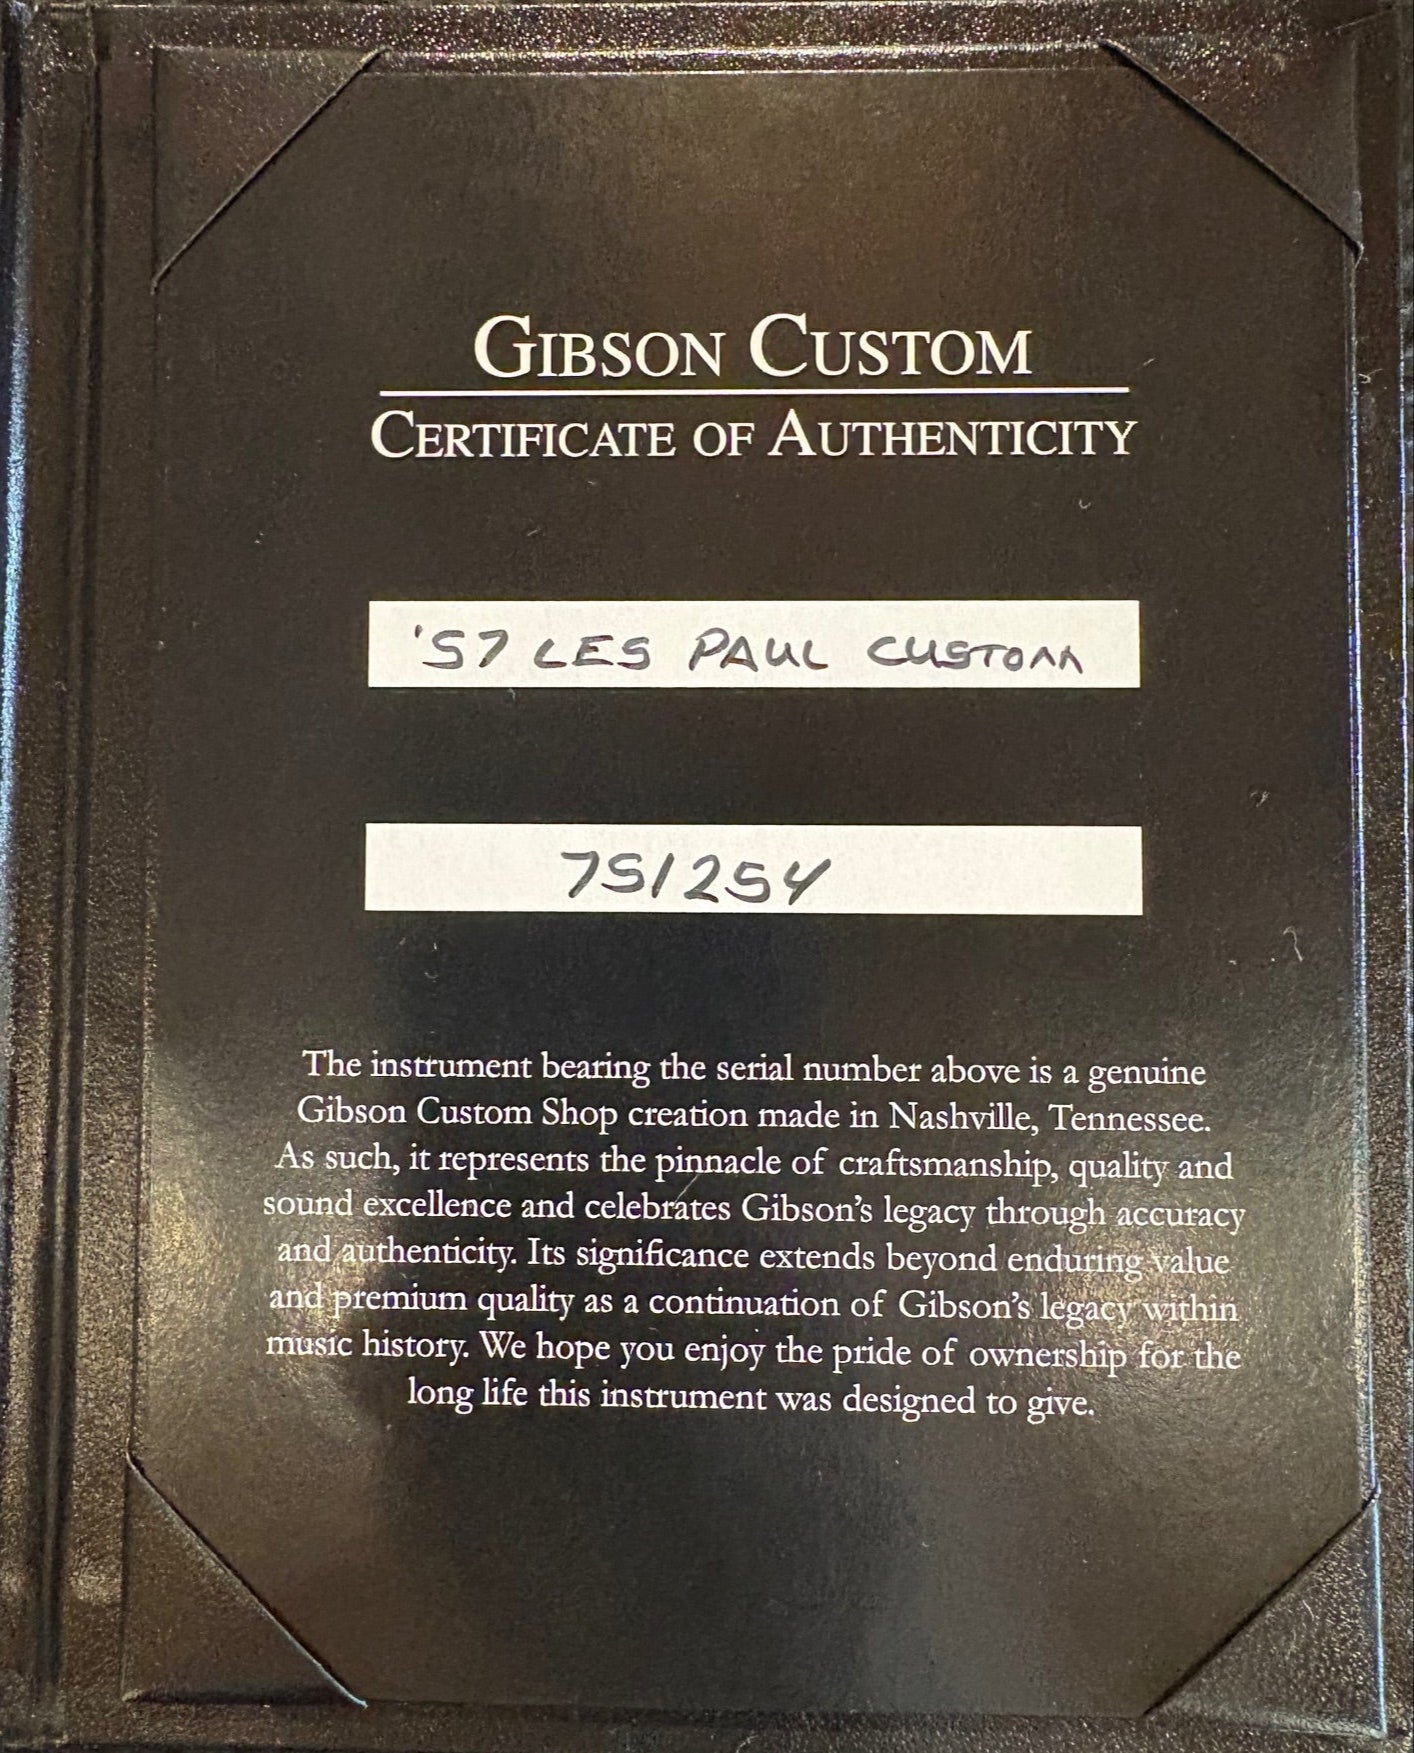 GIBSON CUSTOM
CERTIFICATE OF AUTHENTICITY
'57 LES PAUL CUSTOM
751254
The instrument bearing the serial number above is a genuine
Gibson Custom Shop creation made in Nashville, Tennessee.
As such, it represents the pinnacle of craftsmanship, quality and
sound excellence and celebrates Gibson's legacy through accuracy
and authenticity. Its significance extends beyond enduring value
and premium quality as a continuation of Gibson's legacy within
music history. We hope you enjoy the pride of ownership for the
long life this instrument was designed to give.